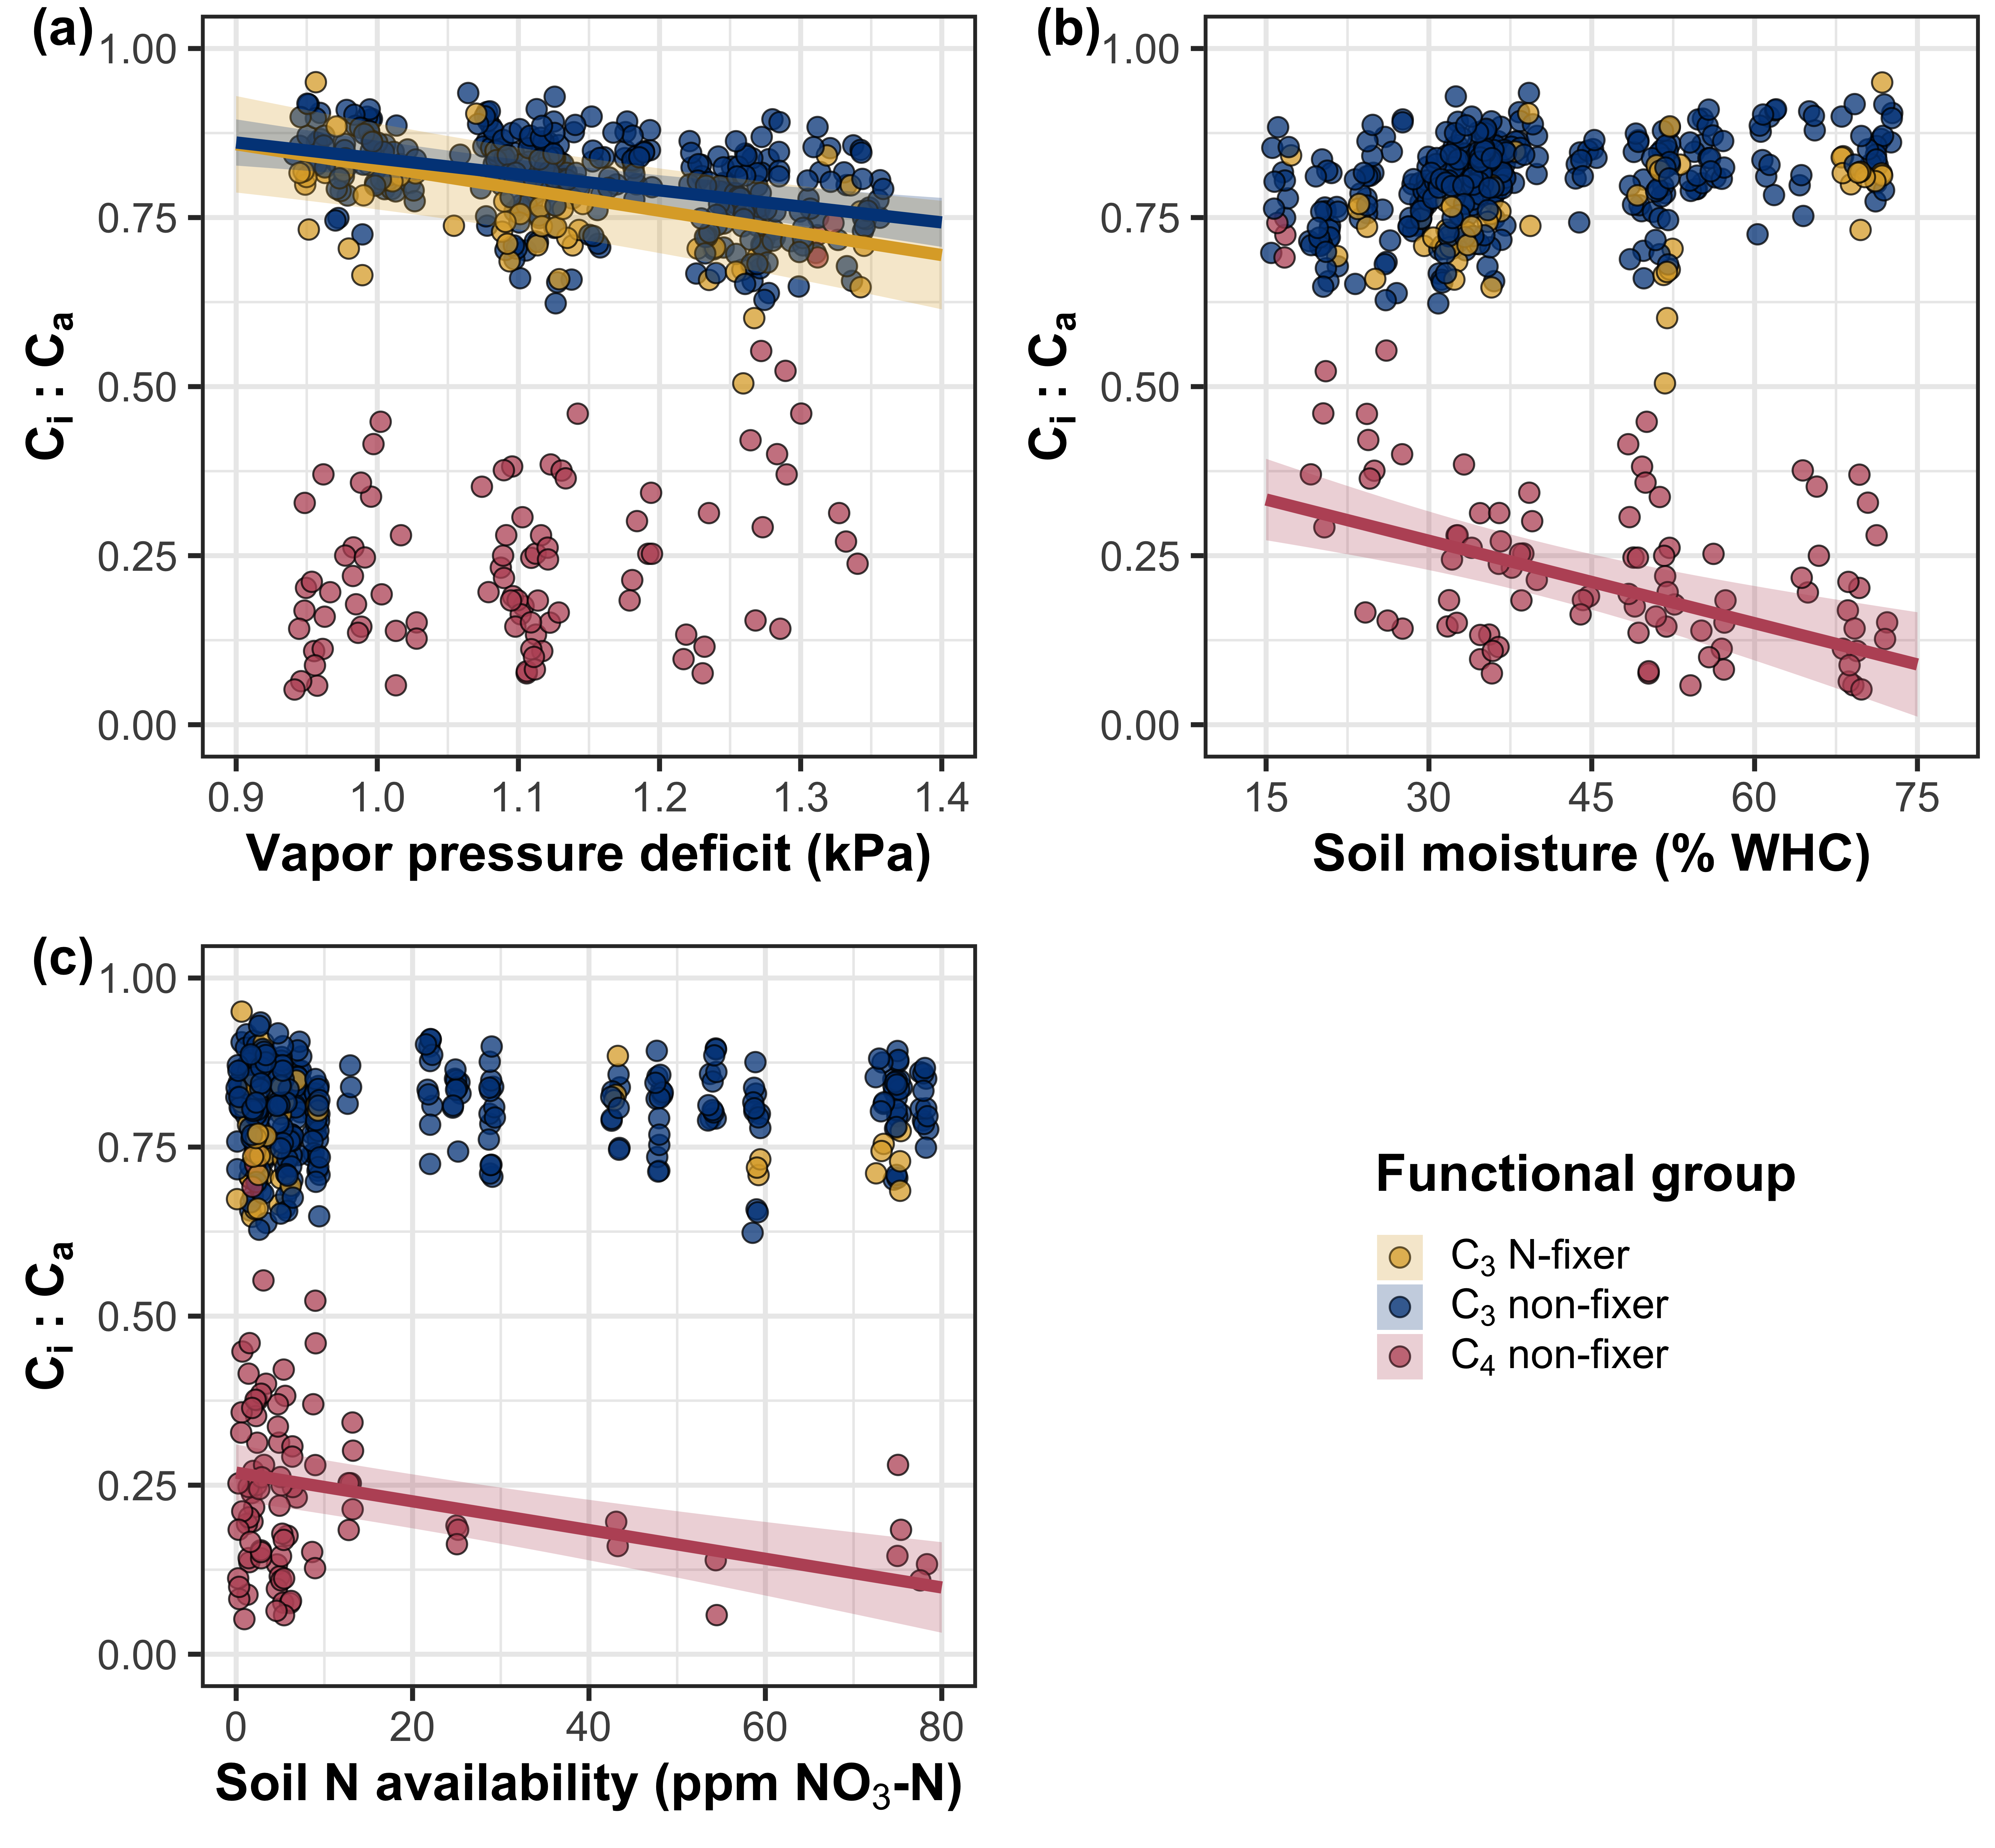 (a)
1.00
0.75
0.50
0.25
0.00
Ci : Ca
0.9 1.0 1.1 1.2 1.3 1.4
Vapor pressure deficit (kPa)
(b)
1.00
0.75
0.50
0.25
0.00
Ci : Ca
15 30 45 60 75
Soil moisture (% WHC)
(c)
1.00
0.75
0.50
0.25
0.00
Ci : Ca
0 20 40 60 80
Soil N availability (ppm NO3-N)
Functional group
C3 N-fixer
C3 non-fixer
C4 non-fixer